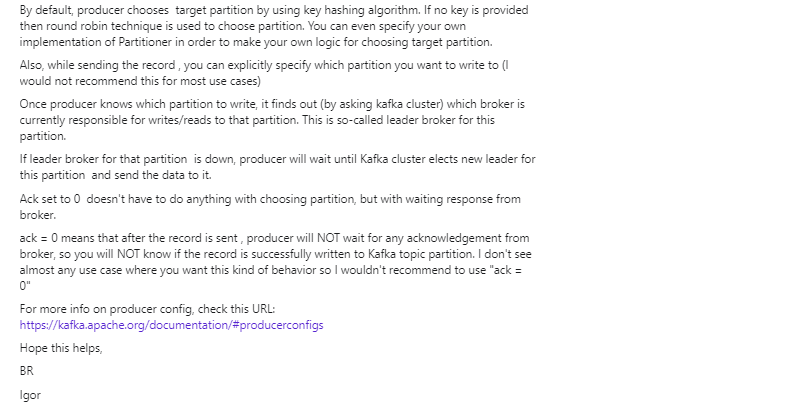 By default, producer chooses  target partition by using key hashing algorithm. If no key is provided
then round robin technique is used to choose partition. You can even specify your own
implementation of Partitioner in order to make your own logic for choosing target partition.
Also, while sending the record , you can explicitly specify which partition you want to write to (I
would not recommend this for most use cases)
Once producer knows which partition to write, it finds out (by asking kafka cluster) which broker is
currently responsible for writes/reads to that partition. This is so-called leader broker for this
partition.
If leader broker for that partition  is down, producer will wait until Kafka cluster elects new leader for
this partition  and send the data to it.
Ack set to 0  doesn't have to do anything with choosing partition, but with waiting response from
broker.
ack = 0 means that after the record is sent , producer will NOT wait for any acknowledgement from
broker, so you will NOT know if the record is successfully written to Kafka topic partition. I don't see
almost any use case where you want this kind of behavior so I wouldn't recommend to use "ack =
0"
For more info on producer config, check this URL:
https://kafka.apache.org/documentation/#producerconfigs
Hope this helps,
BR
Igor